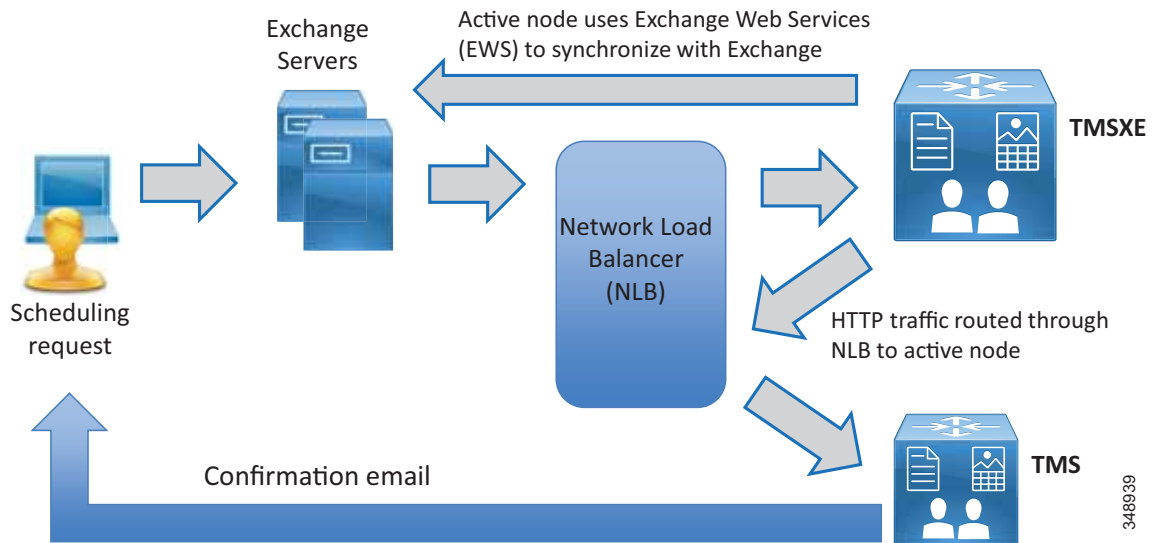 Exchange
Servers
Active node uses Exchange Web Services
(EWS) to synchronize with Exchange
TMSXE
Network Load
Balancer
(NLB)
Scheduling
request
HTTP traffic routed through
NLB to active node
TMS
Confirmation email
348939